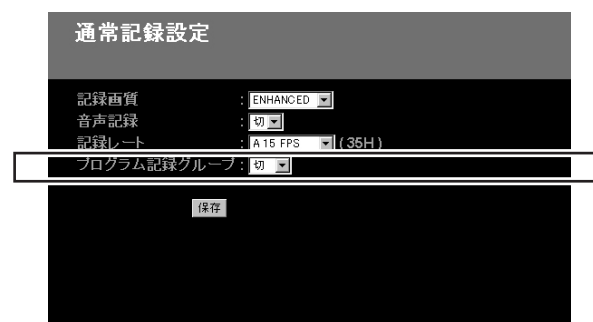 通常記録設定
記録画質 : ENHANCED
音声記録 : 切
記録レート : A 15 FPS (35H)
プログラム記録グループ : 切
保存